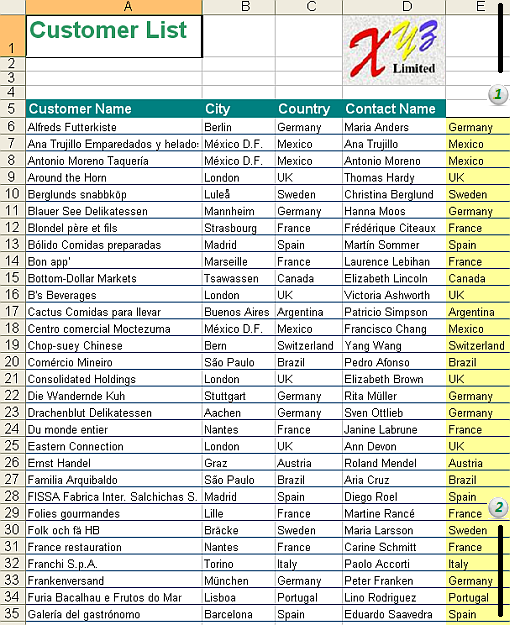 A B C D E
1 Customer List XYZ Limited
2
3
4 1
5 Customer Name City Country Contact Name
6 Alfreds Futterkiste Berlin Germany Maria Anders Germany
7 Ana Trujillo Emparedados y helados México D.F. Mexico Ana Trujillo Mexico
8 Antonio Moreno Taquería México D.F. Mexico Antonio Moreno Mexico
9 Around the Horn London UK Thomas Hardy UK
10 Berglunds snabbköp Luleå Sweden Christina Berglund Sweden
11 Blauer See Delikatessen Mannheim Germany Hanna Moos Germany
12 Blondel père et fils Strasbourg France Frédérique Citeaux France
13 Bólido Comidas preparadas Madrid Spain Martín Sommer Spain
14 Bon app' Marseille France Laurence Lebihan France
15 Bottom-Dollar Markets Tsawassen Canada Elizabeth Lincoln Canada
16 B's Beverages London UK Victoria Ashworth UK
17 Cactus Comidas para llevar Buenos Aires Argentina Patricio Simpson Argentina
18 Centro comercial Moctezuma México D.F. Mexico Francisco Chang Mexico
19 Chop-suey Chinese Bern Switzerland Yang Wang Switzerland
20 Comércio Mineiro São Paulo Brazil Pedro Afonso Brazil
21 Consolidated Holdings London UK Elizabeth Brown UK
22 Die Wandernde Kuh Stuttgart Germany Rita Müller Germany
23 Drachenblut Delikatessen Aachen Germany Sven Ottlieb Germany
24 Du monde entier Nantes France Janine Labrune France
25 Eastern Connection London UK Ann Devon UK
26 Ernst Handel Graz Austria Roland Mendel Austria
27 Familia Arquibaldo São Paulo Brazil Aria Cruz Brazil
28 FISSA Fabrica Inter. Salchichas S. Madrid Spain Diego Roel Spain
29 Folies gourmandes Lille France Martine Rancé France 2
30 Folk och fä HB Bräcke Sweden Maria Larsson Sweden
31 France restauration Nantes France Carine Schmitt France
32 Franchi S.p.A. Torino Italy Paolo Accorti Italy
33 Frankenversand München Germany Peter Franken Germany
34 Furia Bacalhau e Frutos do Mar Lisboa Portugal Lino Rodriguez Portugal
35 Galería del gastrónomo Barcelona Spain Eduardo Saavedra Spain